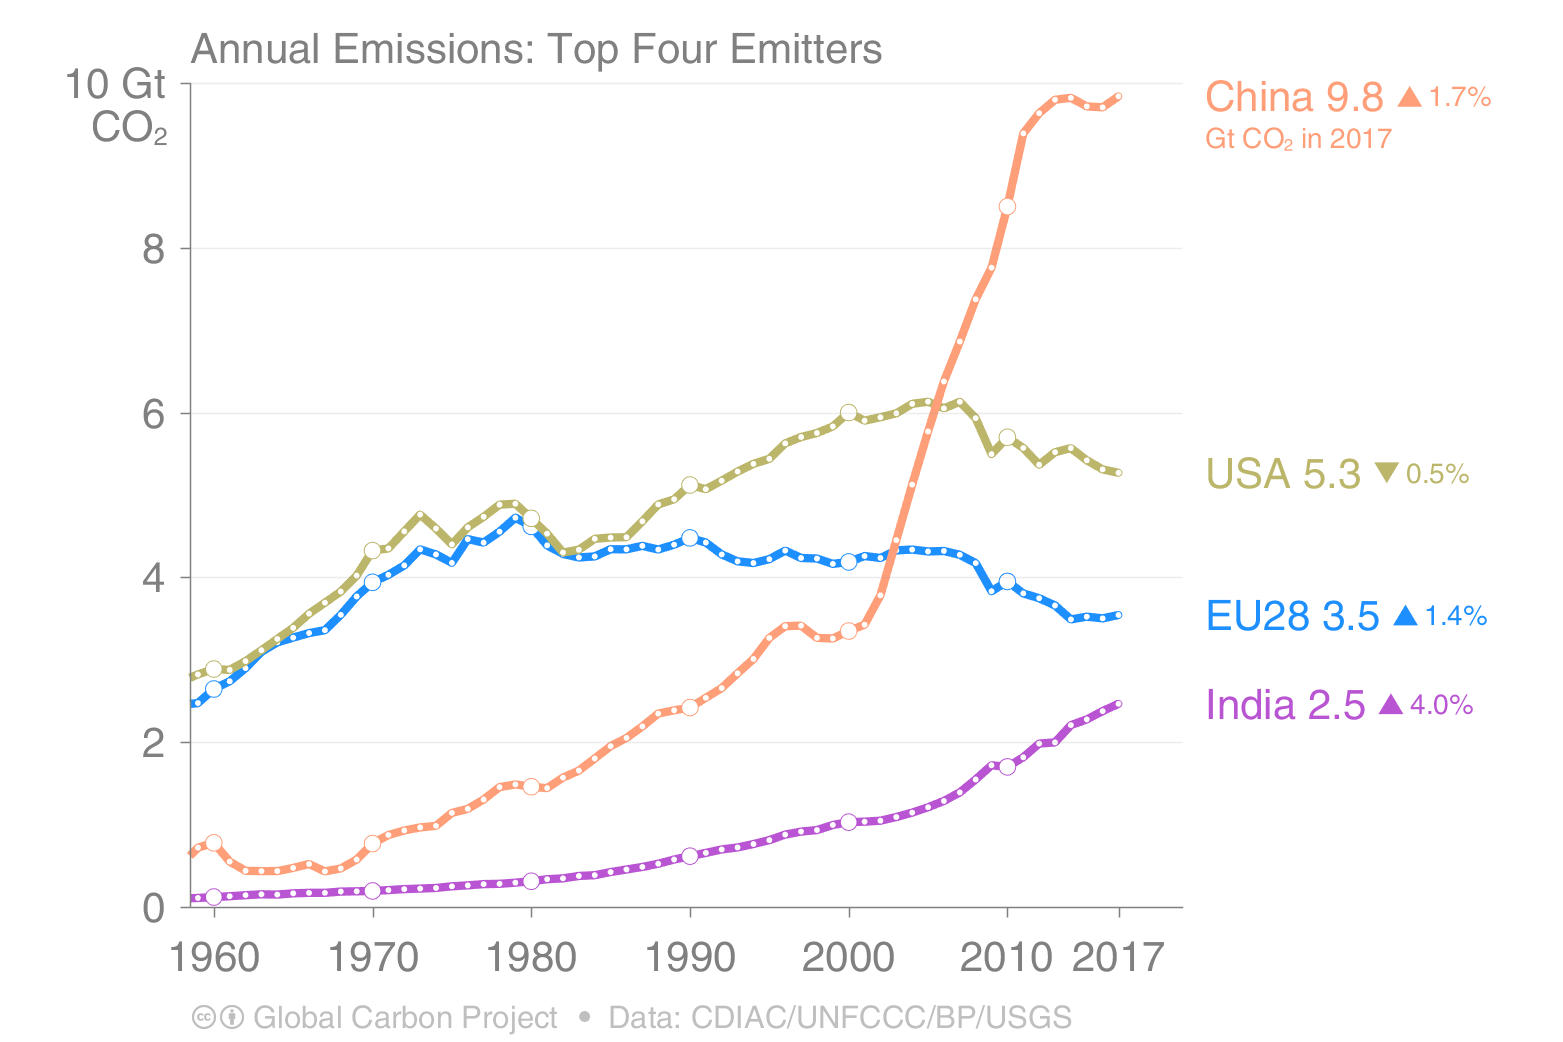 Annual Emissions: Top Four Emitters
10 Gt
CO₂
8
6
4
2
0
China 9.8 ▲ 1.7%
Gt CO₂ in 2017
USA 5.3 ▼ 0.5%
EU28 3.5 ▲ 1.4%
India 2.5 ▲ 4.0%
1960 1970 1980 1990 2000 2010 2017
cc Global Carbon Project • Data: CDIAC/UNFCCC/BP/USGS